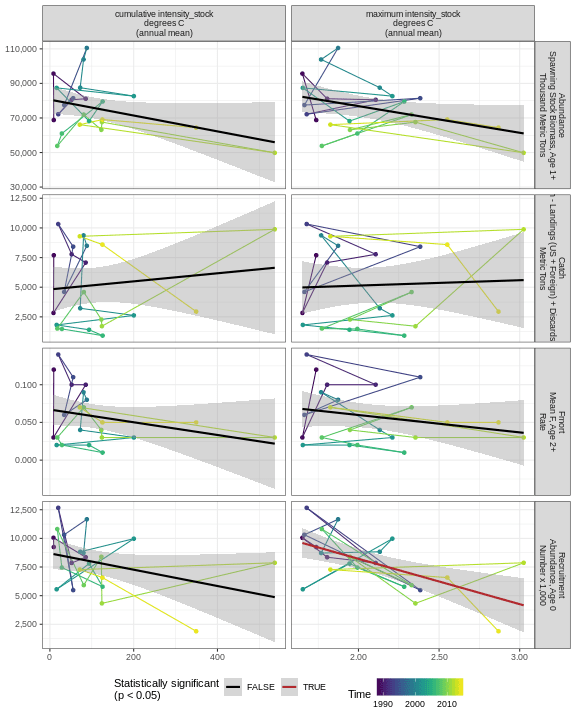 cumulative intensity_stock
degrees C
(annual mean)
maximum intensity_stock
degrees C
(annual mean)
110,000
90,000
70,000
50,000
30,000
Abundance
Spawning Stock Biomass, Age 1+
Thousand Metric Tons
12,500
10,000
7,500
5,000
2,500
Catch
- Landings (US + Foreign) + Discards
Metric Tons
0.100
0.050
0.000
Fmort
Mean F, Age 2+
Rate
12,500
10,000
7,500
5,000
2,500
Recruitment
Abundance, Age 0
Number x 1,000
0 200 400
2.00 2.50 3.00
Statistically significant
(p < 0.05)
FALSE TRUE
Time
1990 2000 2010